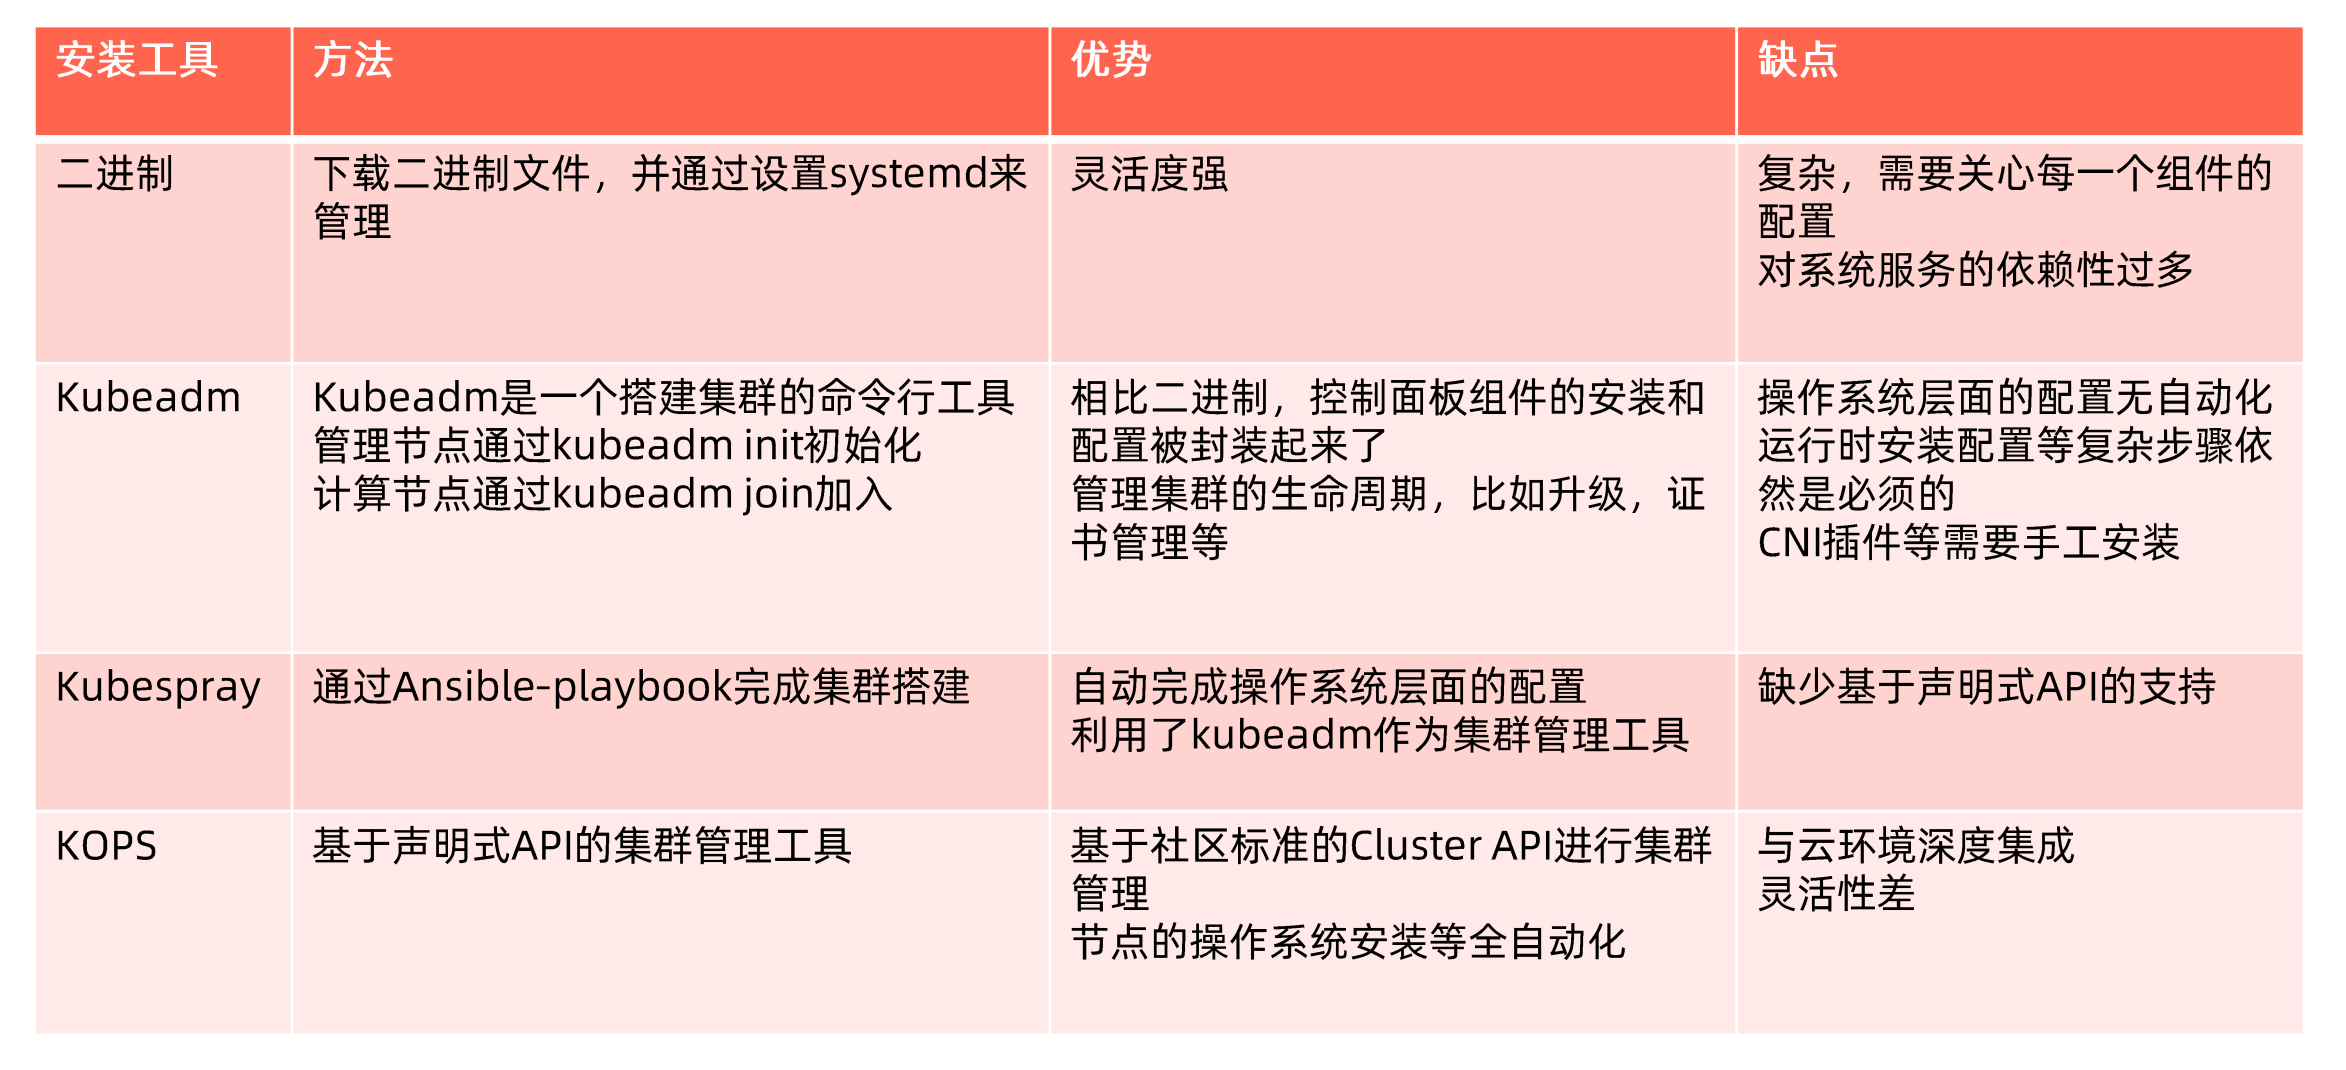 安装工具
方法
优势
缺点
二进制
下载二进制文件，并通过设置systemd来
管理
灵活度强
复杂，需要关心每一个组件的
配置
对系统服务的依赖性过多
Kubeadm
Kubeadm是一个搭建集群的命令行工具
管理节点通过kubeadm init初始化
计算节点通过kubeadm join加入
相比二进制，控制面板组件的安装和
配置被封装起来了
管理集群的生命周期，比如升级，证
书管理等
操作系统层面的配置无自动化
运行时安装配置等复杂步骤依
然是必须的
CNI插件等需要手工安装
Kubespray
通过Ansible-playbook完成集群搭建
自动完成操作系统层面的配置
利用了kubeadm作为集群管理工具
缺少基于声明式API的支持
KOPS
基于声明式API的集群管理工具
基于社区标准的Cluster API进行集群
管理
节点的操作系统安装等全自动化
与云环境深度集成
灵活性差